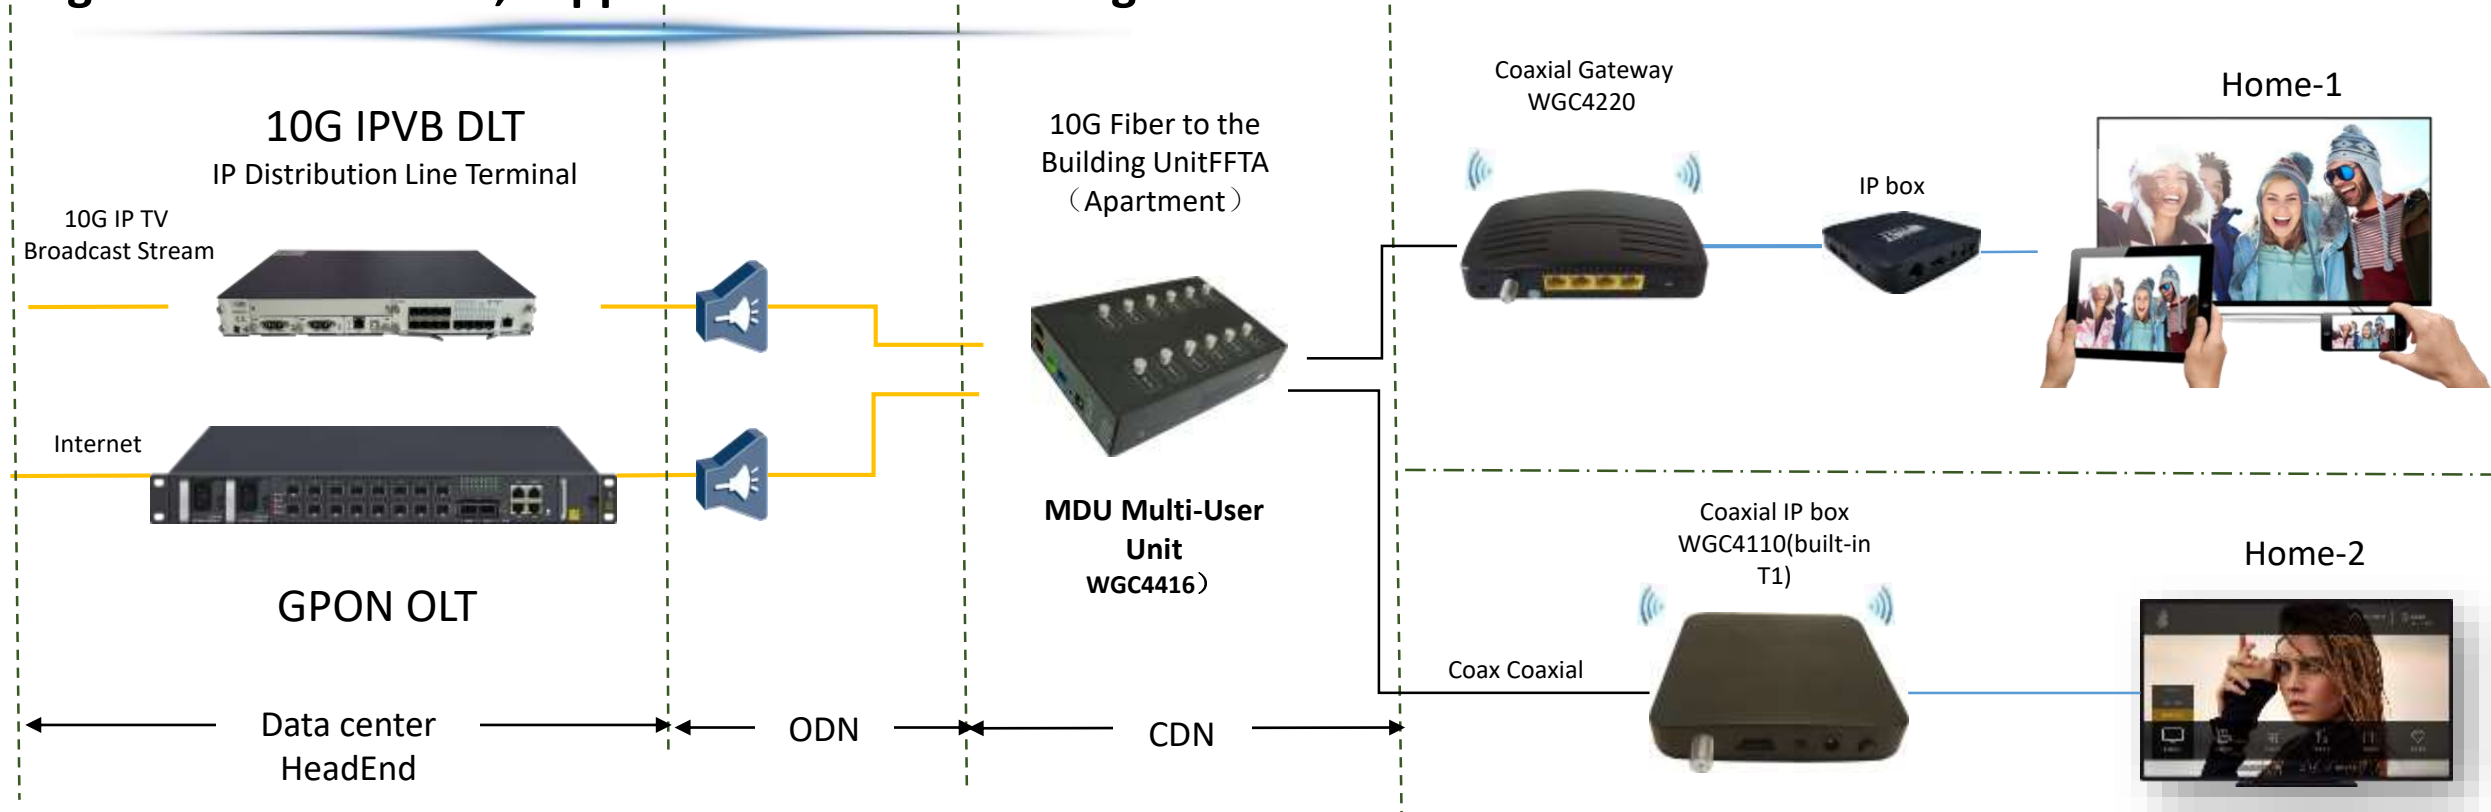 10G IPVB DLT
IP Distribution Line Terminal
10G IP TV
Broadcast Stream
Internet
GPON OLT
Data center
HeadEnd
ODN
10G Fiber to the
Building UnitFFTA
（Apartment）
MDU Multi-User
Unit
WGC4416）
CDN
Coaxial Gateway
WGC4220
IP box
Home-1
Coaxial IP box
WGC4110(built-in
T1)
Coax Coaxial
Home-2